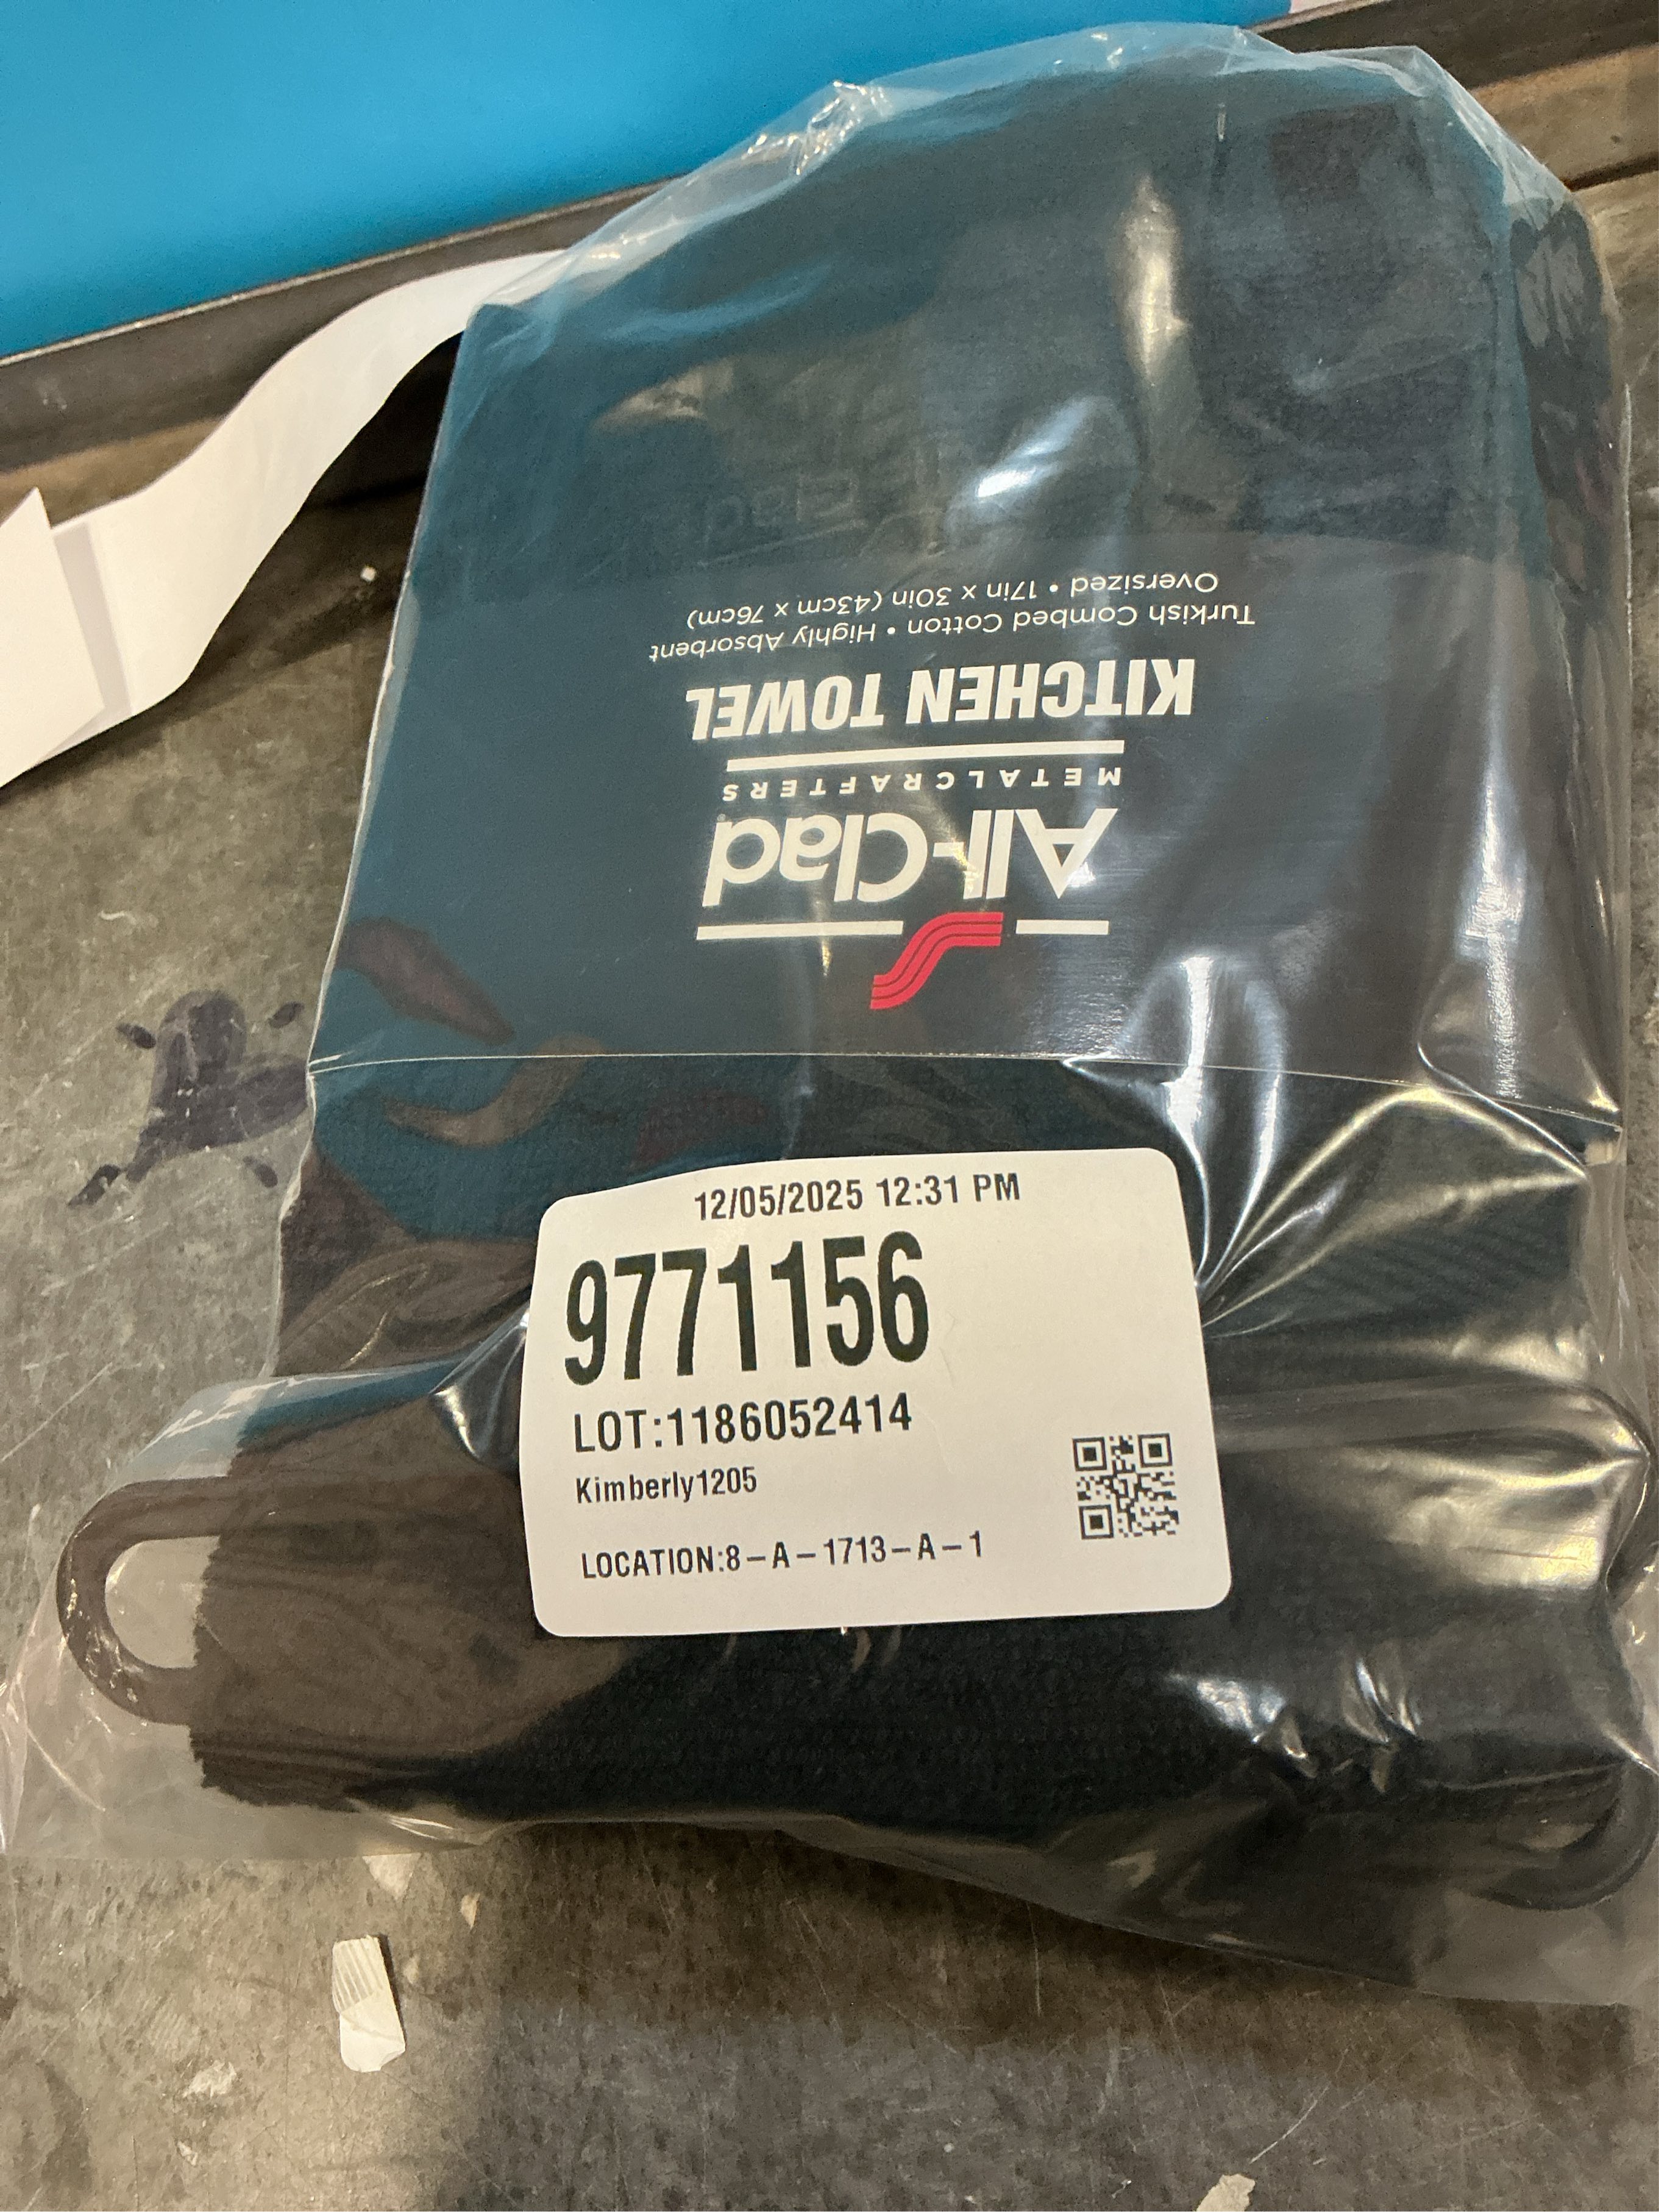 All-Clad
METALCRAFTERS
KITCHEN TOWEL
Turkish Combed Cotton • Highly Absorbent
Oversized • 17in x 30in (43cm x 76cm)
12/05/2025 12:31 PM
9771156
LOT:1186052414
Kimberly1205
LOCATION:8-A-1713-A-1